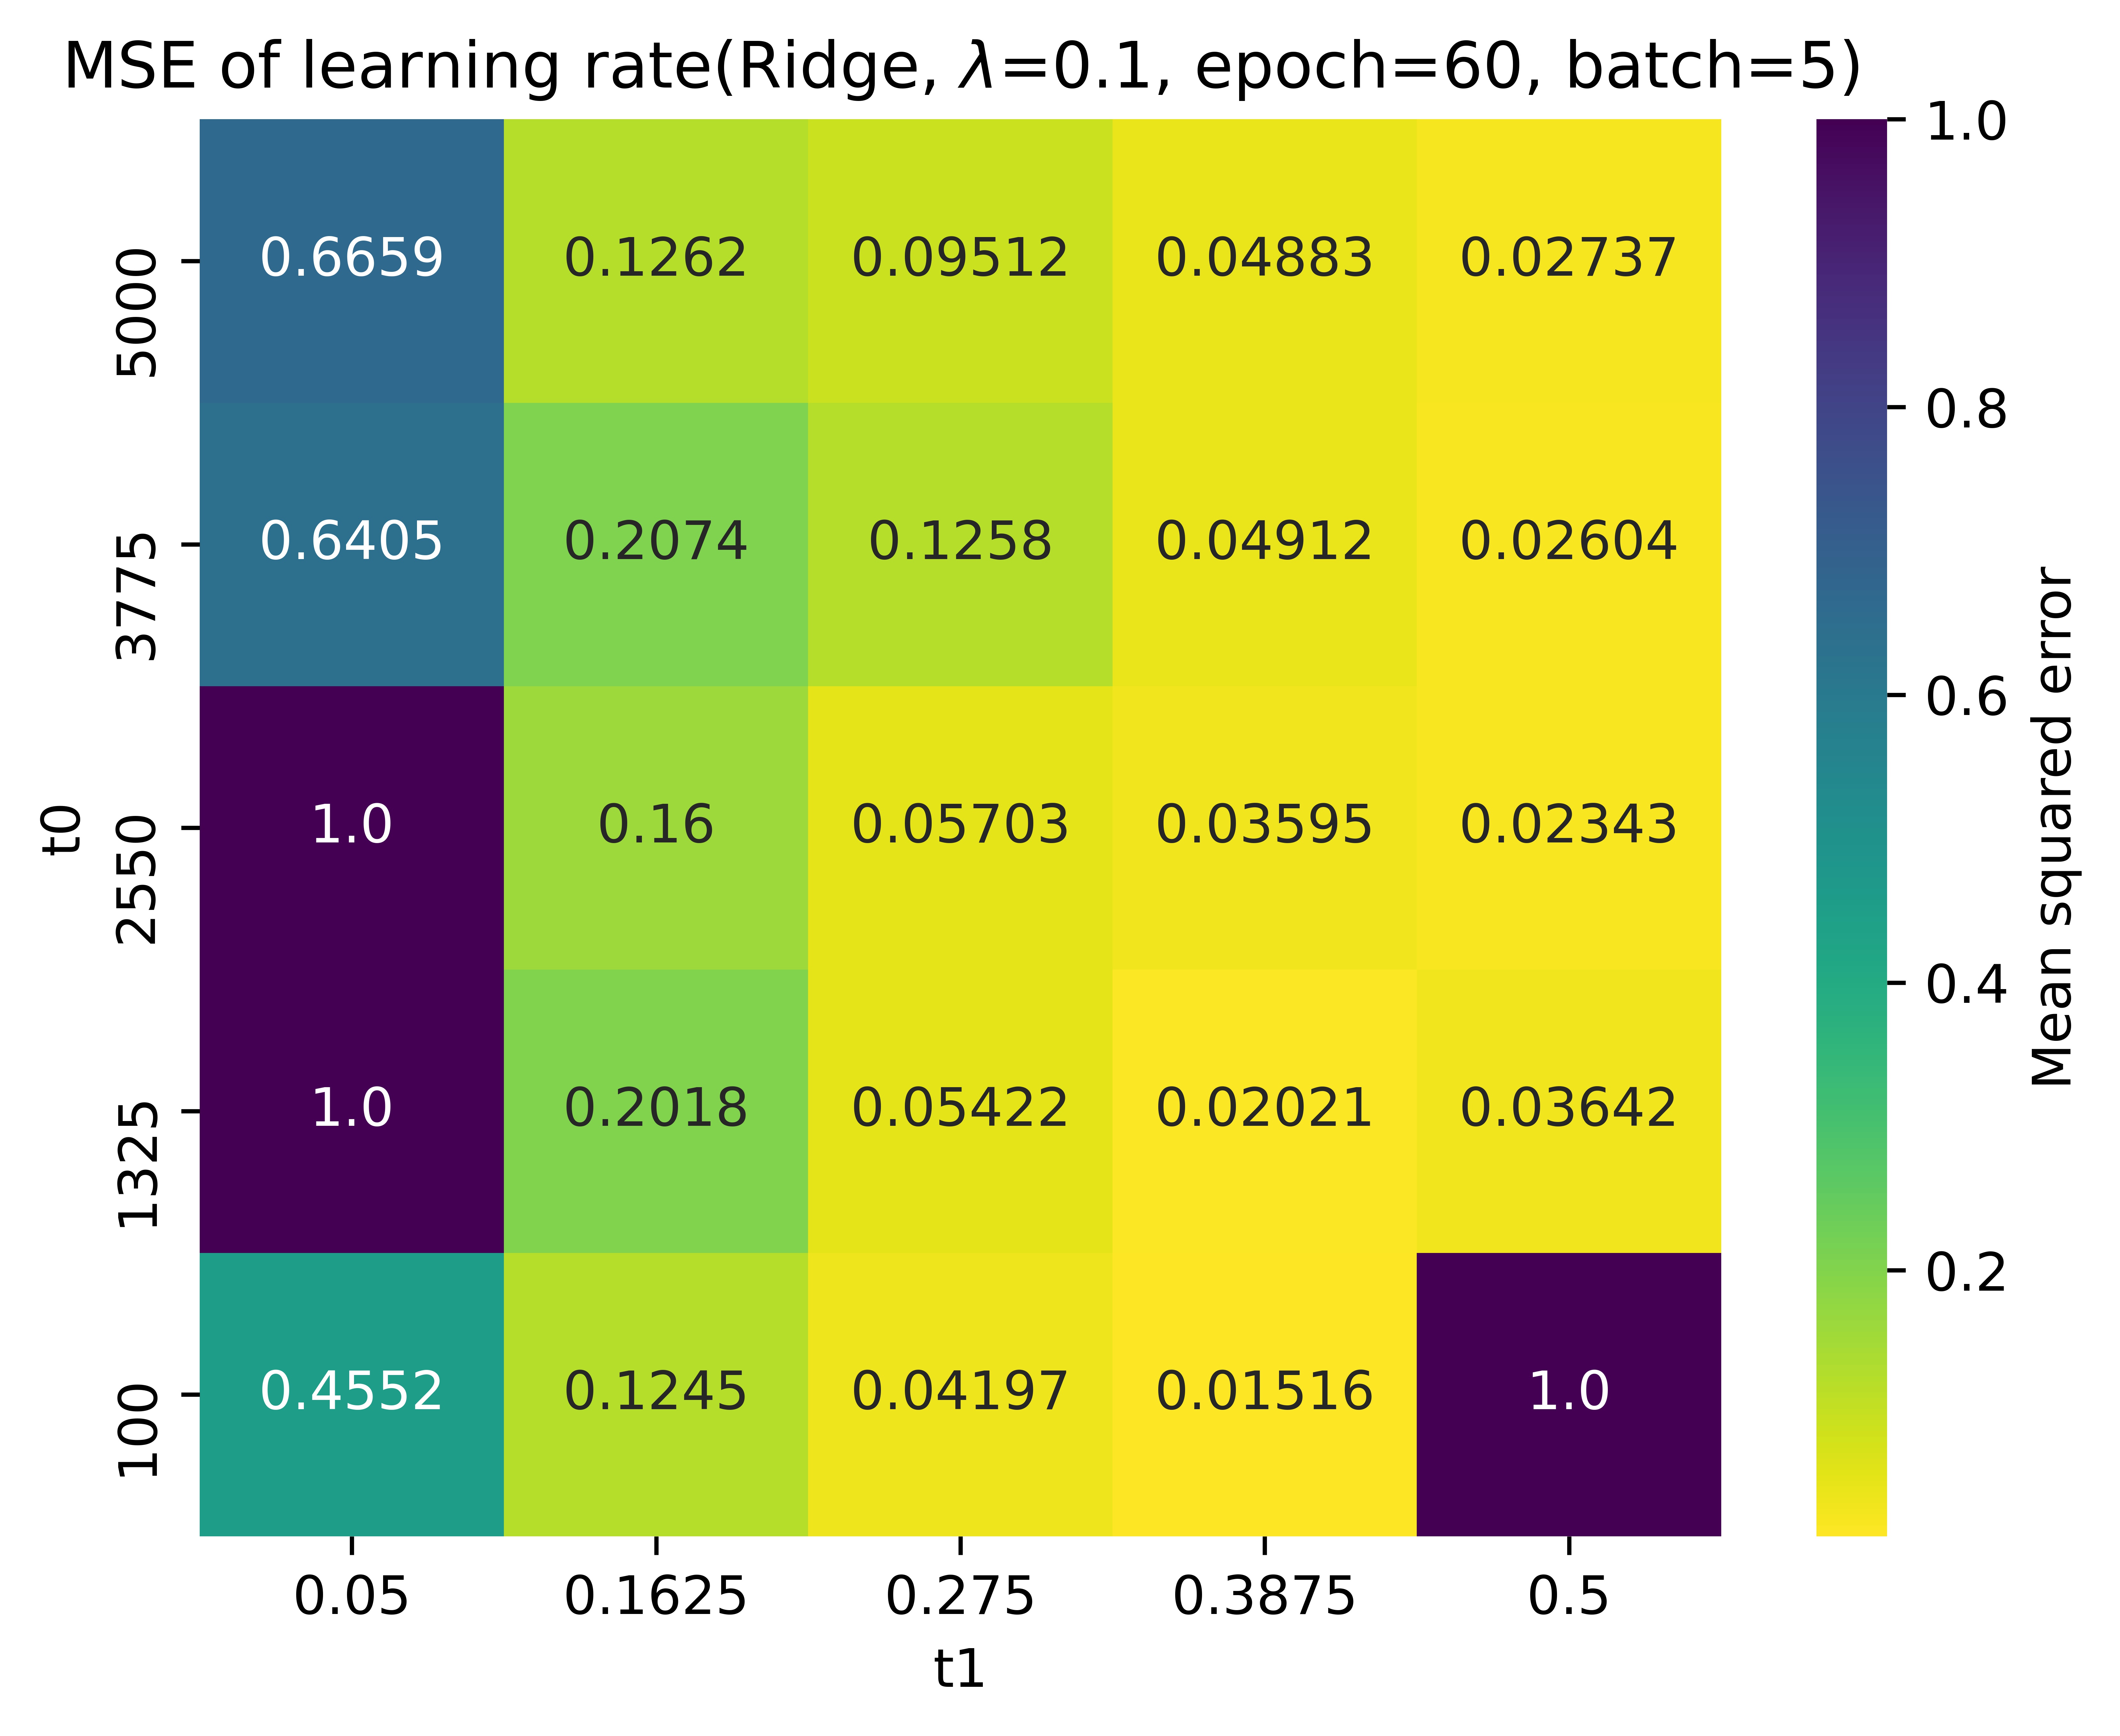 MSE of learning rate(Ridge, λ=0.1, epoch=60, batch=5)
5000 0.6659 0.1262 0.09512 0.04883 0.02737
3775 0.6405 0.2074 0.1258 0.04912 0.02604
2550 1.0 0.16 0.05703 0.03595 0.02343
1325 1.0 0.2018 0.05422 0.02021 0.03642
100 0.4552 0.1245 0.04197 0.01516 1.0
0.05 0.1625 0.275 0.3875 0.5
t1
t0
1.0
0.8
0.6
0.4
0.2
Mean squared error